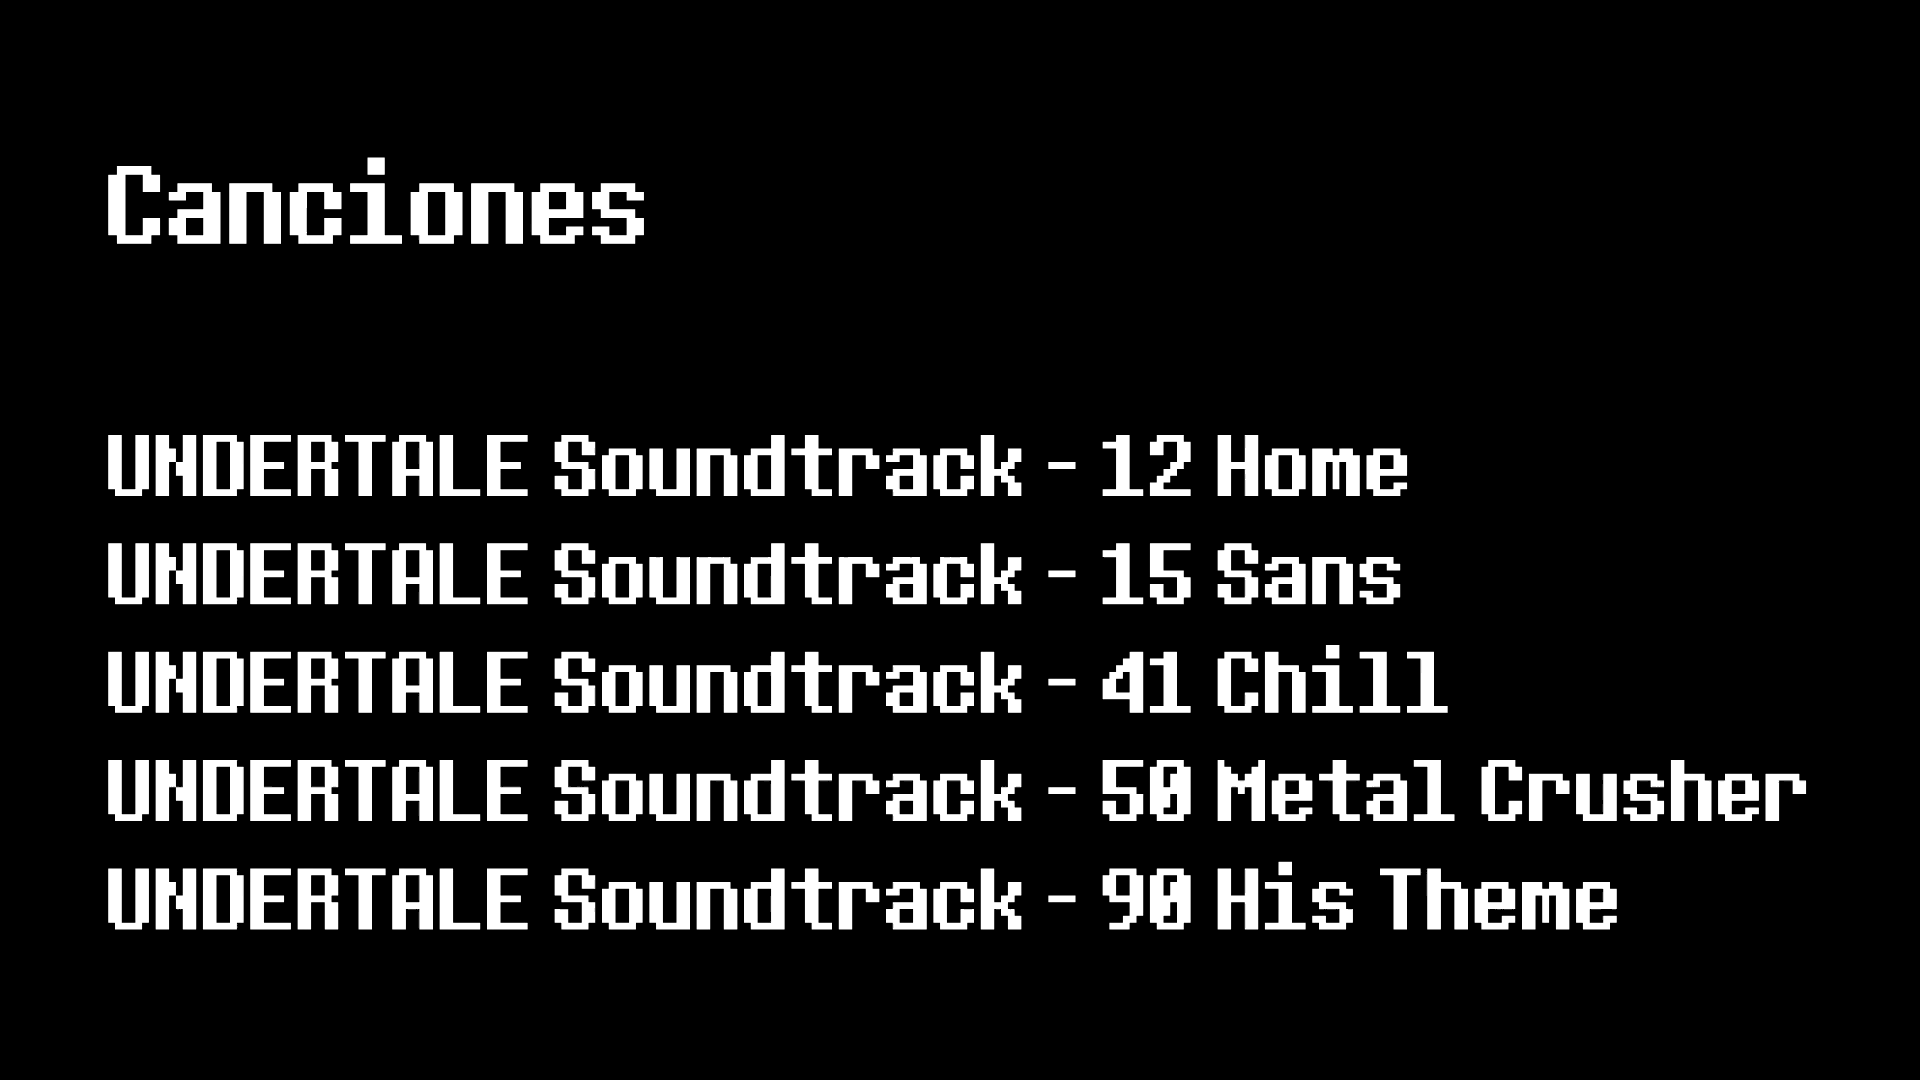 Canciones
UNDERTALE Soundtrack - 12 Home
UNDERTALE Soundtrack - 15 Sans
UNDERTALE Soundtrack - 41 Chill
UNDERTALE Soundtrack - 50 Metal Crusher
UNDERTALE Soundtrack - 90 His Theme